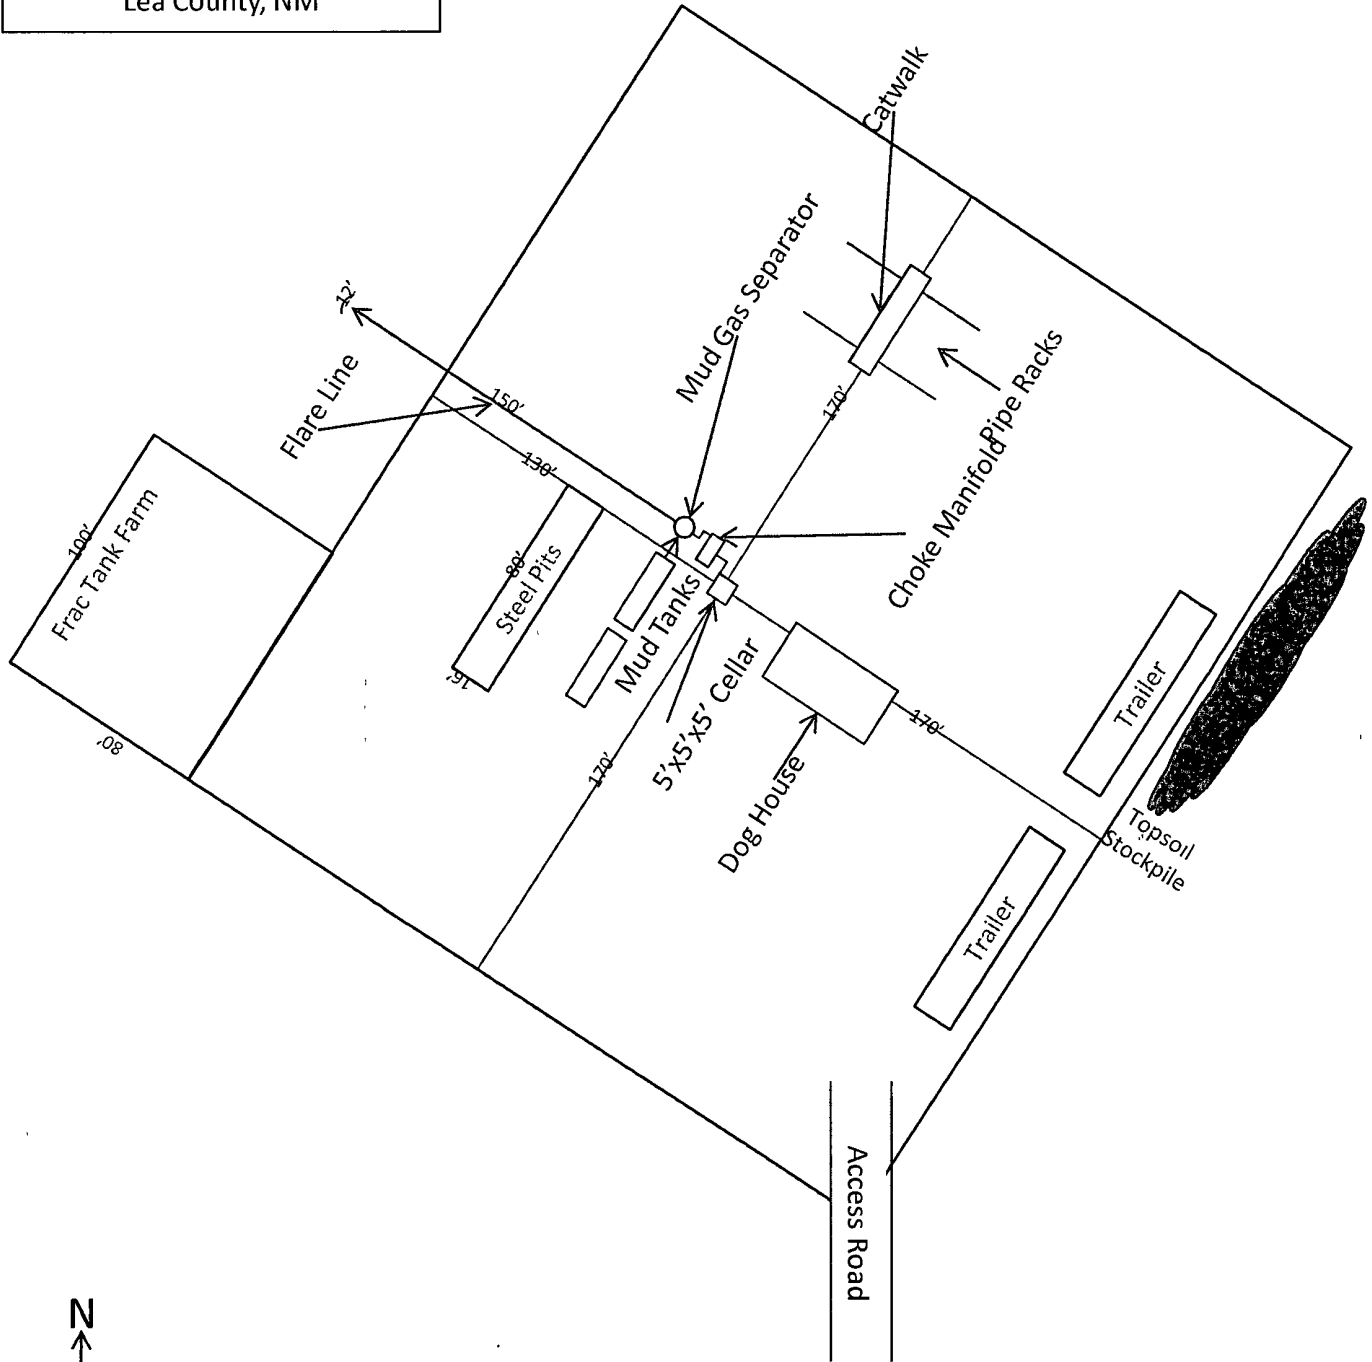 Lea County, NM
Catwalk
Mud Gas Separator
12'
Flare Line
150'
130'
170'
Pipe Racks
Choke Manifold
100'
Frac Tank Farm
80'
80'
Steel Pits
16'
Mud Tanks
5'x5'x5' Cellar
170'
Dog House
170'
Trailer
Trailer
Topsoil
Stockpile
Access Road
N